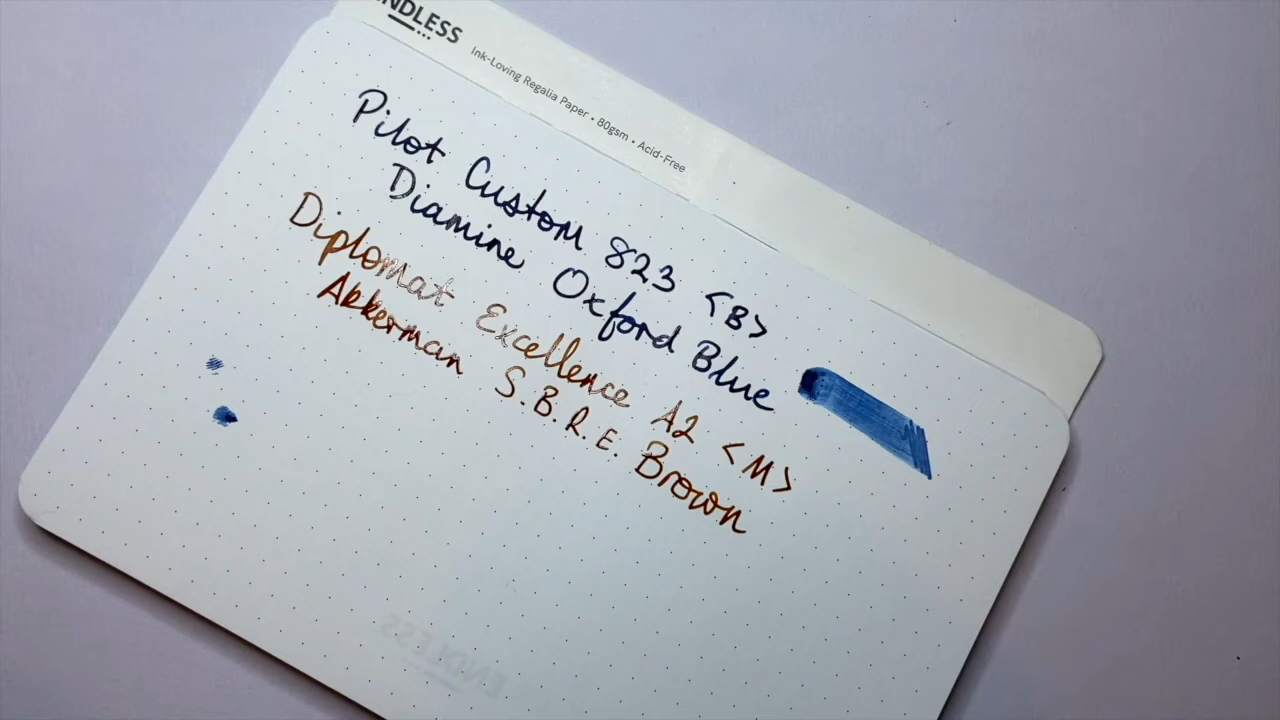 ENDLESS
Ink-Loving Regalia Paper • 80gsm • Acid-Free
Pilot Custom 823 <B>
Diamine Oxford Blue
Diplomat Excellence A2 <M>
Akkerman S.B.R.E. Brown
ENDLESS